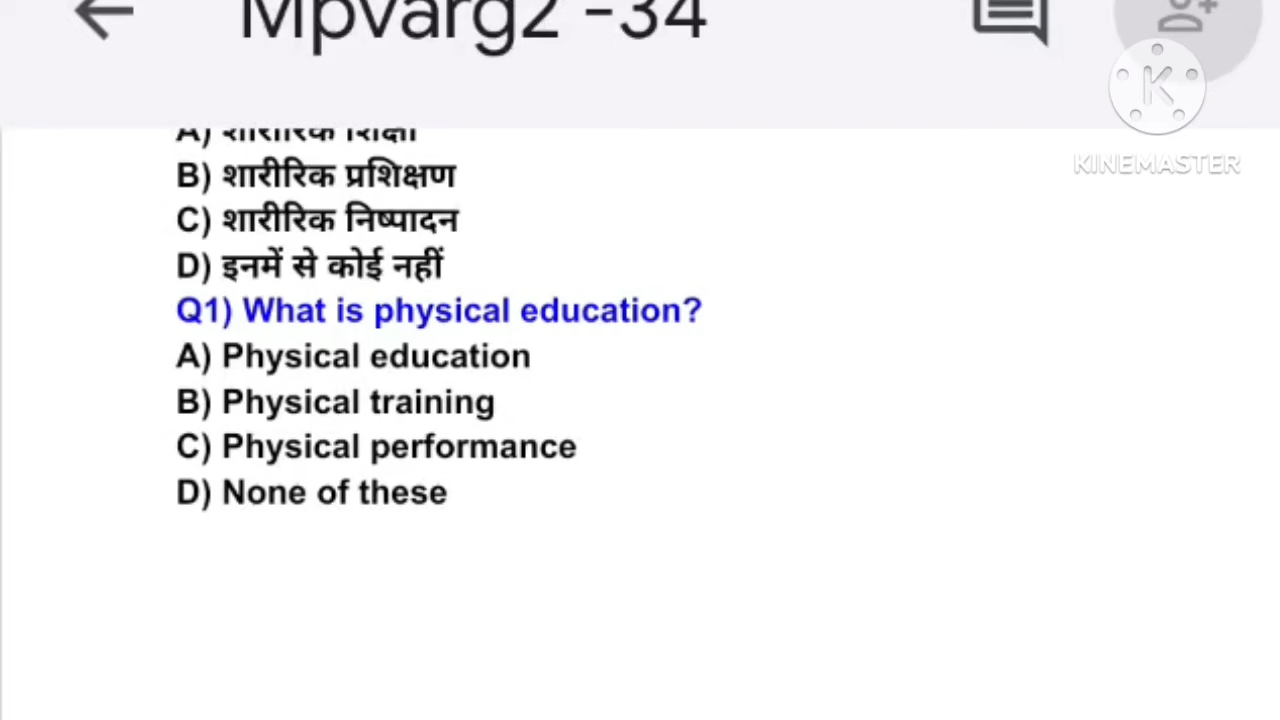 Mpvarg2 -34
KINEMASTER
A) शारीरिक शिक्षा
B) शारीरिक प्रशिक्षण
C) शारीरिक निष्पादन
D) इनमें से कोई नहीं
Q1) What is physical education?
A) Physical education
B) Physical training
C) Physical performance
D) None of these